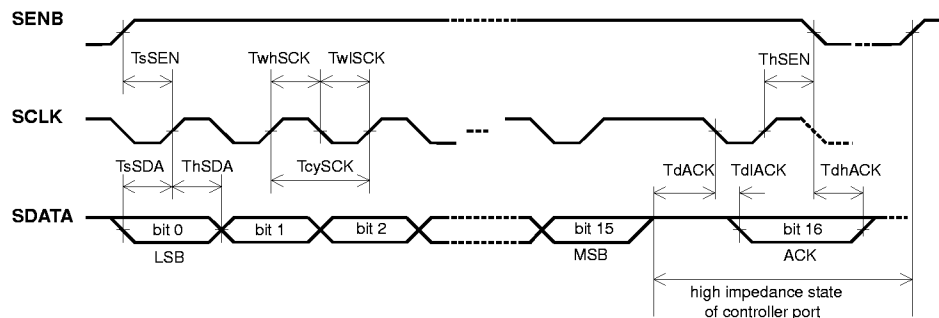 SENB
TsSEN TwhSCK TwlSCK ThSEN
SCLK
TsSDA ThSDA TcySCK TdACK TdlACK TdhACK
SDATA bit 0 bit 1 bit 2 bit 15 bit 16
LSB MSB ACK
high impedance state
of controller port